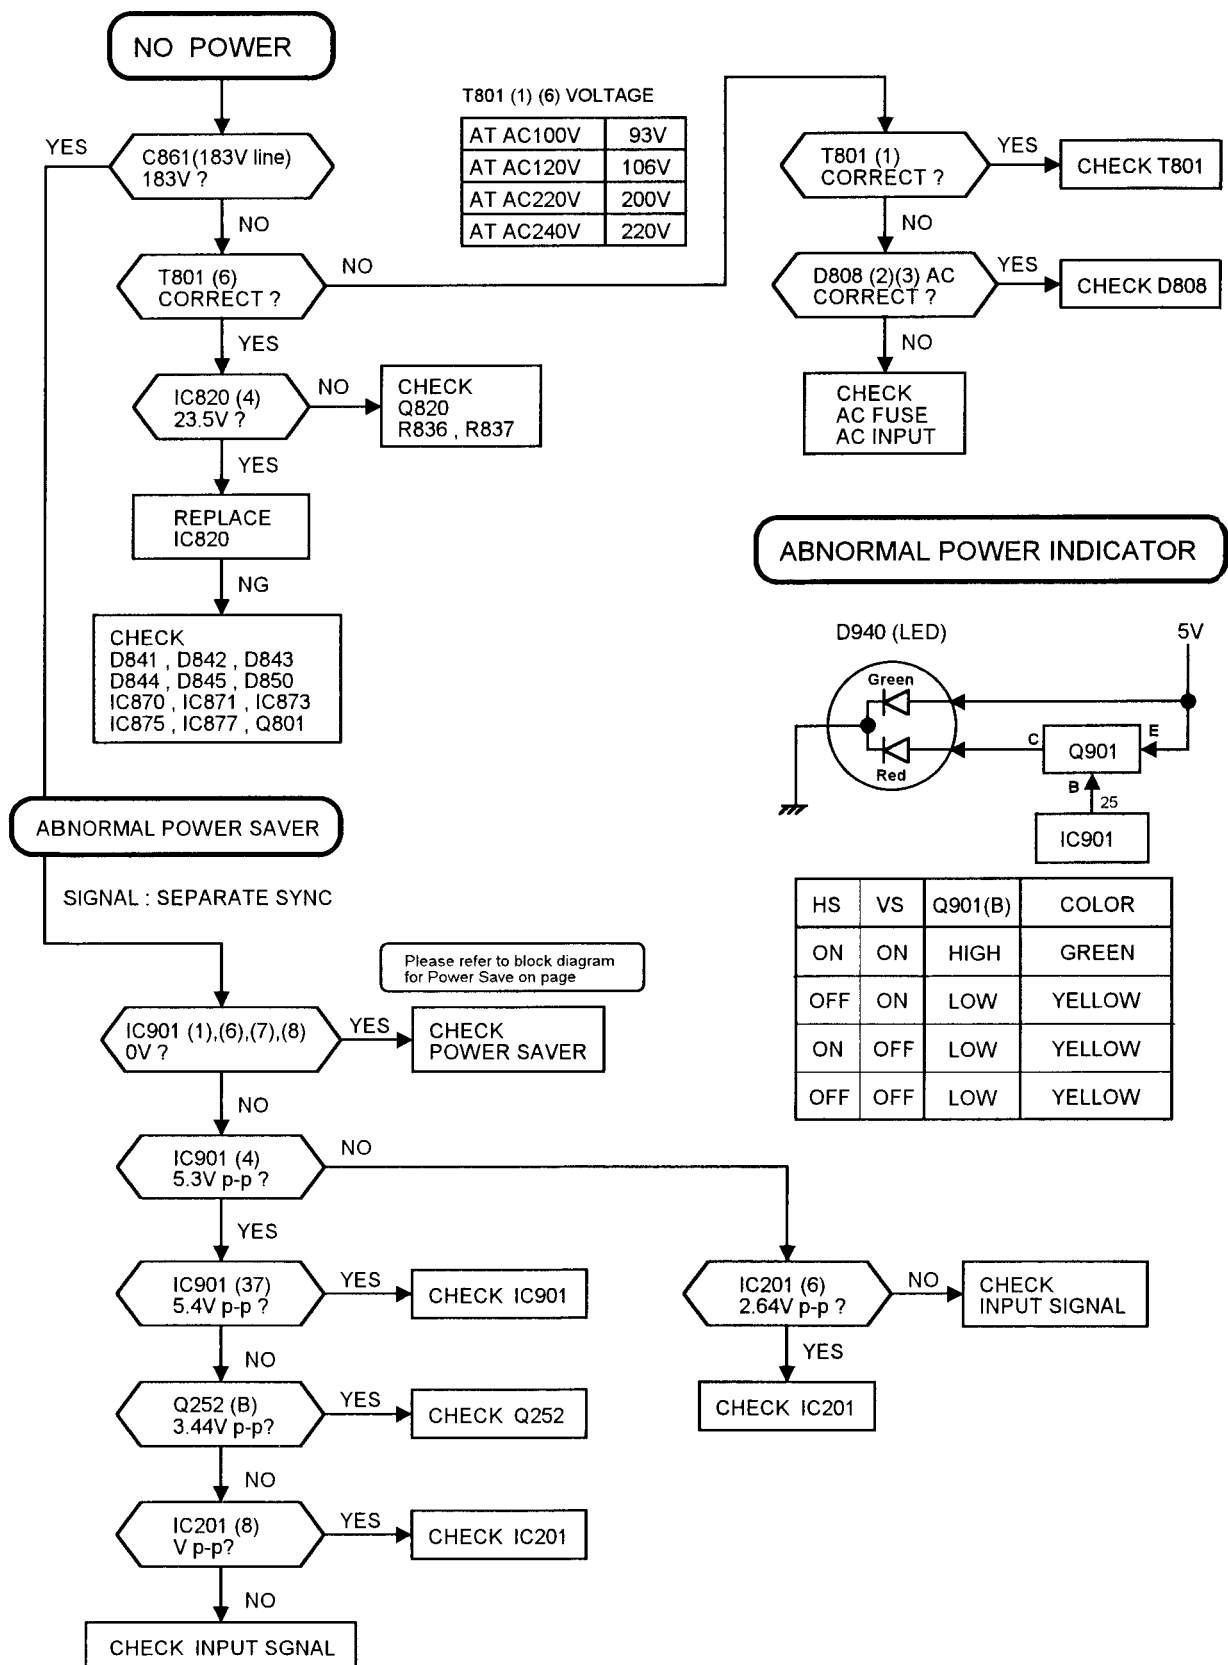 NO POWER
YES
C861(183V line)
183V ?
NO
T801 (6)
CORRECT ?
NO
YES
IC820 (4)
23.5V ?
NO
CHECK
Q820
R836 , R837
YES
REPLACE
IC820
NG
CHECK
D841 , D842 , D843
D844 , D845 , D850
IC870 , IC871 , IC873
IC875 , IC877 , Q801
T801 (1) (6) VOLTAGE
AT AC100V 93V
AT AC120V 106V
AT AC220V 200V
AT AC240V 220V
T801 (1)
CORRECT ?
YES
CHECK T801
NO
D808 (2)(3) AC
CORRECT ?
YES
CHECK D808
NO
CHECK
AC FUSE
AC INPUT
ABNORMAL POWER INDICATOR
D940 (LED)
5V
Green
Red
C
Q901
E
B
25
IC901
HS VS Q901(B) COLOR
ON ON HIGH GREEN
OFF ON LOW YELLOW
ON OFF LOW YELLOW
OFF OFF LOW YELLOW
ABNORMAL POWER SAVER
SIGNAL : SEPARATE SYNC
Please refer to block diagram
for Power Save on page
IC901 (1),(6),(7),(8)
0V ?
YES
CHECK
POWER SAVER
NO
IC901 (4)
5.3V p-p ?
NO
YES
IC901 (37)
5.4V p-p ?
YES
CHECK IC901
NO
Q252 (B)
3.44V p-p?
YES
CHECK Q252
NO
IC201 (8)
V p-p?
YES
CHECK IC201
NO
CHECK INPUT SGNAL
IC201 (6)
2.64V p-p ?
NO
CHECK
INPUT SIGNAL
YES
CHECK IC201